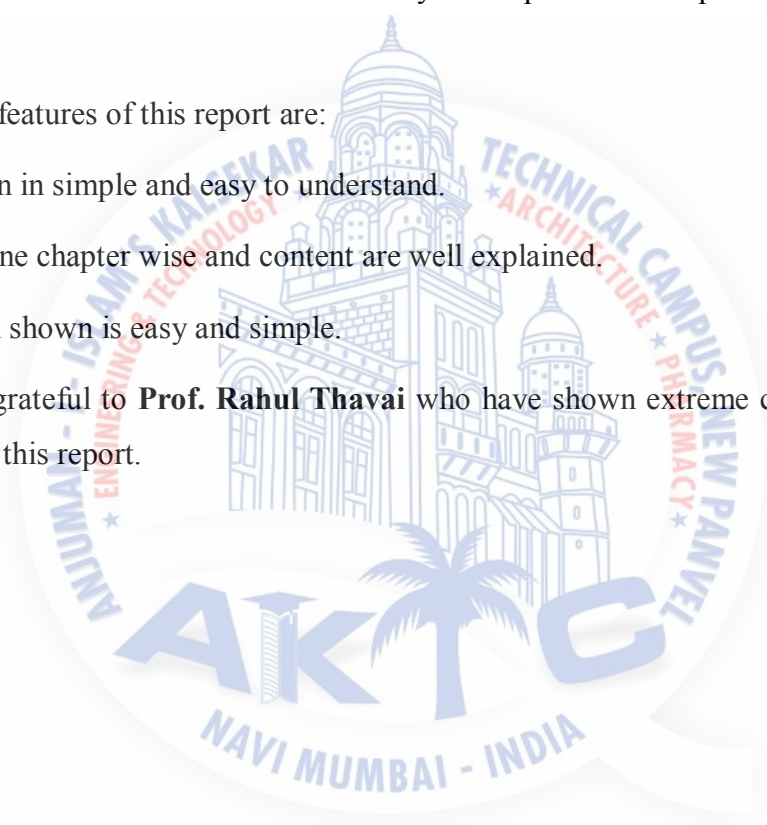 features of this report are:
in simple and easy to understand.
chapter wise and content are well explained.
shown is easy and simple.
grateful to Prof. Rahul Thavai who have shown extreme
this report.
ANJUMAN - I - ISLAM'S KALSEKAR TECHNICAL CAMPUS, NEW PANVEL
★ ENGINEERING & TECHNOLOGY ★ ★ ARCHITECTURE ★ PHARMACY ★
AKTC
NAVI MUMBAI - INDIA